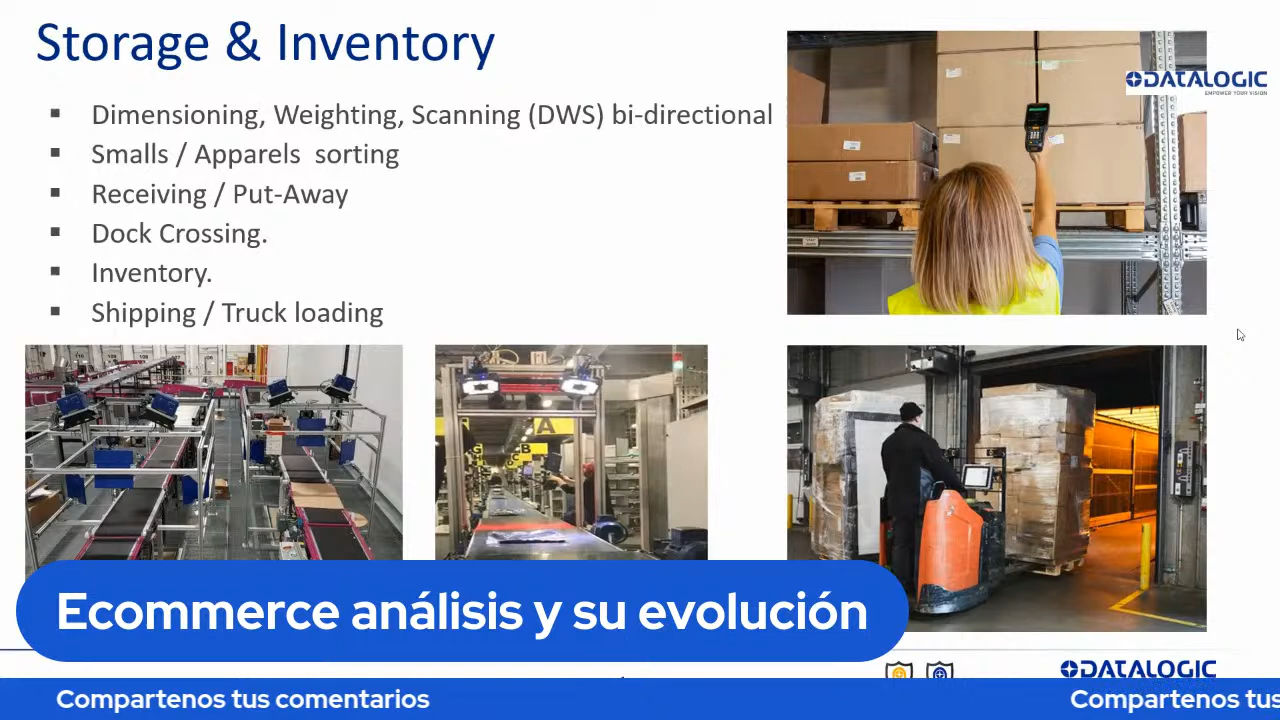 Storage & Inventory
▪ Dimensioning, Weighting, Scanning (DWS) bi-directional
▪ Smalls / Apparels  sorting
▪ Receiving / Put-Away
▪ Dock Crossing.
▪ Inventory.
▪ Shipping / Truck loading
DATALOGIC
EMPOWER YOUR VISION
A
B
Ecommerce análisis y su evolución
DATALOGIC
Compartenos tus comentarios
Compartenos tus